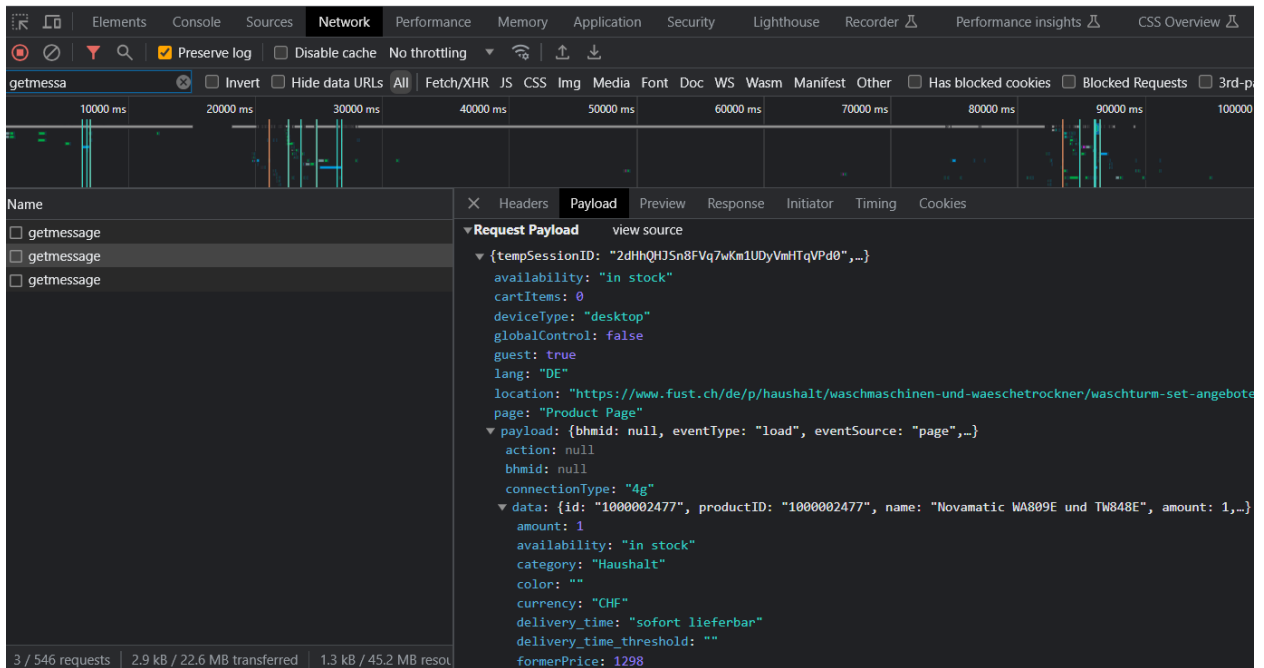 Elements Console Sources Network Performance Memory Application Security Lighthouse Recorder Performance insights CSS Overview
Preserve log Disable cache No throttling
getmessa Invert Hide data URLs All Fetch/XHR JS CSS Img Media Font Doc WS Wasm Manifest Other Has blocked cookies Blocked Requests 3rd-pa
10000 ms 20000 ms 30000 ms 40000 ms 50000 ms 60000 ms 70000 ms 80000 ms 90000 ms 100000
Name
Headers Payload Preview Response Initiator Timing Cookies
getmessage
getmessage
getmessage
Request Payload view source
{tempSessionID: "2dHhQHJSn8FVq7wKm1UDyVmHTqVPd0",…}
availability: "in stock"
cartItems: 0
deviceType: "desktop"
globalControl: false
guest: true
lang: "DE"
location: "https://www.fust.ch/de/p/haushalt/waschmaschinen-und-waeschetrockner/waschturm-set-angebote
page: "Product Page"
payload: {bhmid: null, eventType: "load", eventSource: "page",…}
action: null
bhmid: null
connectionType: "4g"
data: {id: "1000002477", productID: "1000002477", name: "Novamatic WA809E und TW848E", amount: 1,…}
amount: 1
availability: "in stock"
category: "Haushalt"
color: ""
currency: "CHF"
delivery_time: "sofort lieferbar"
delivery_time_threshold: ""
formerPrice: 1298
3 / 546 requests 2.9 kB / 22.6 MB transferred 1.3 kB / 45.2 MB resou